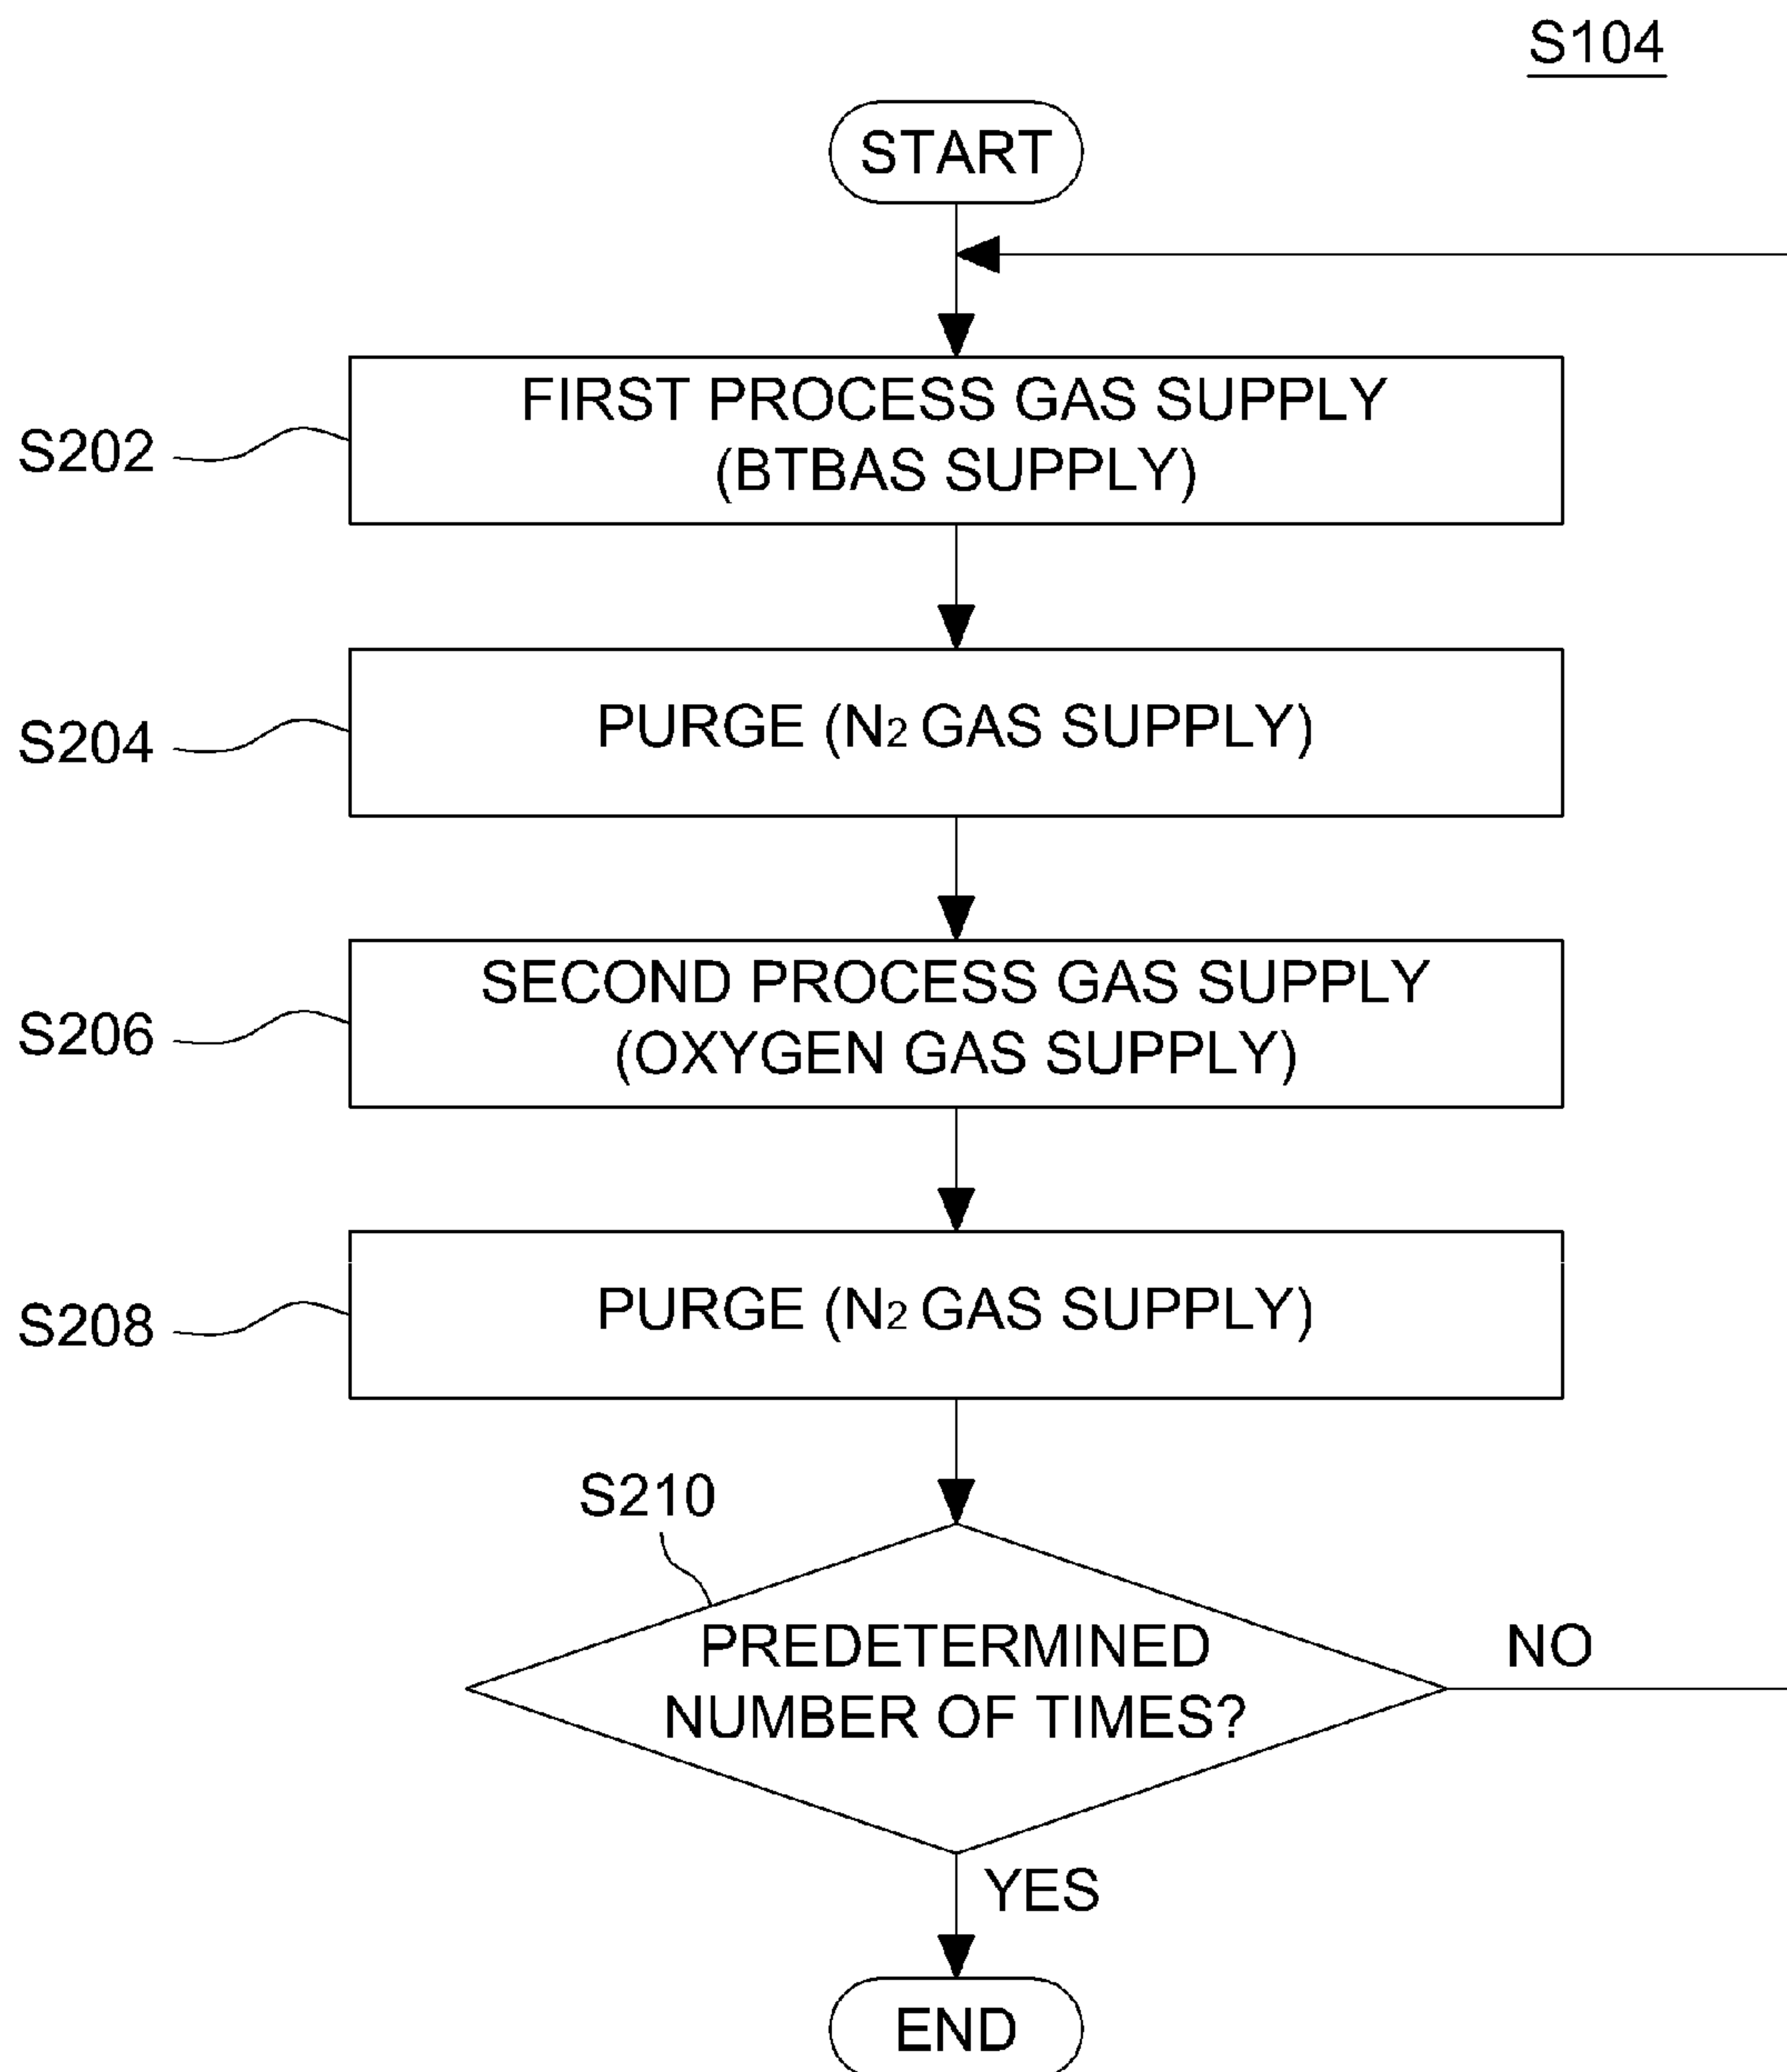 S104
START
FIRST PROCESS GAS SUPPLY
(BTBAS SUPPLY)
S202
PURGE (N2 GAS SUPPLY)
S204
SECOND PROCESS GAS SUPPLY
(OXYGEN GAS SUPPLY)
S206
PURGE (N2 GAS SUPPLY)
S208
S210
PREDETERMINED
NUMBER OF TIMES?
NO
YES
END